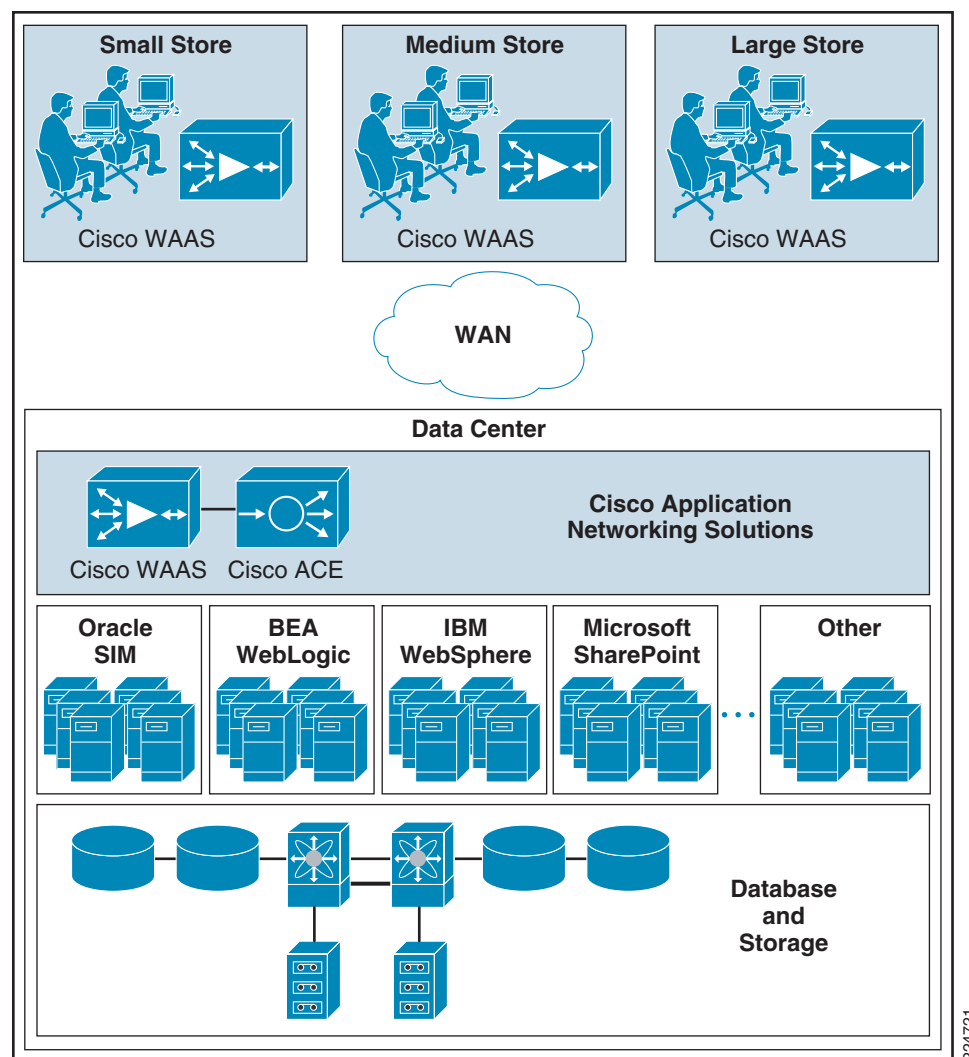 Small Store
Medium Store
Large Store
Cisco WAAS
Cisco WAAS
Cisco WAAS
WAN
Data Center
Cisco Application
Networking Solutions
Cisco WAAS
Cisco ACE
Oracle
SIM
BEA
WebLogic
IBM
WebSphere
Microsoft
SharePoint
Other
Database
and
Storage